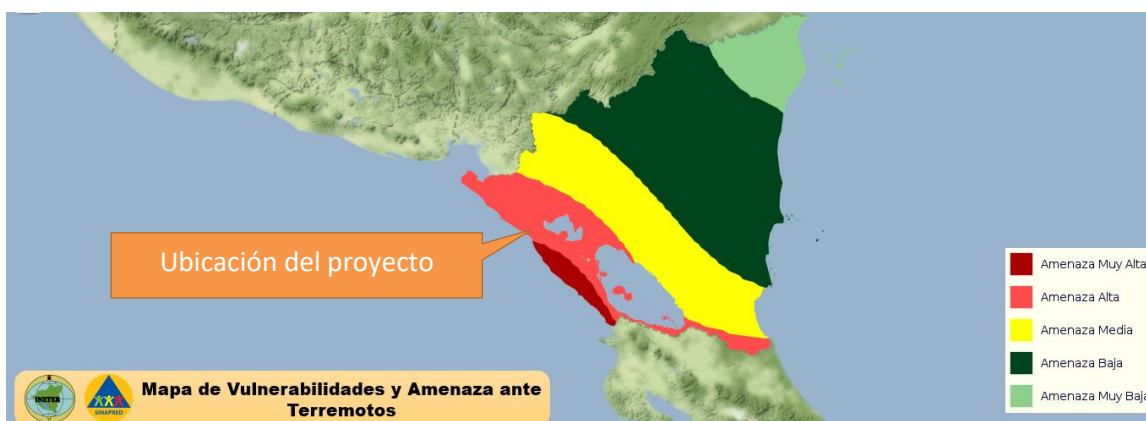 Ubicación del proyecto
Amenaza Muy Alta
Amenaza Alta
Amenaza Media
Amenaza Baja
Amenaza Muy Baja
INETER
SINAPRED
Mapa de Vulnerabilidades y Amenaza ante
Terremotos